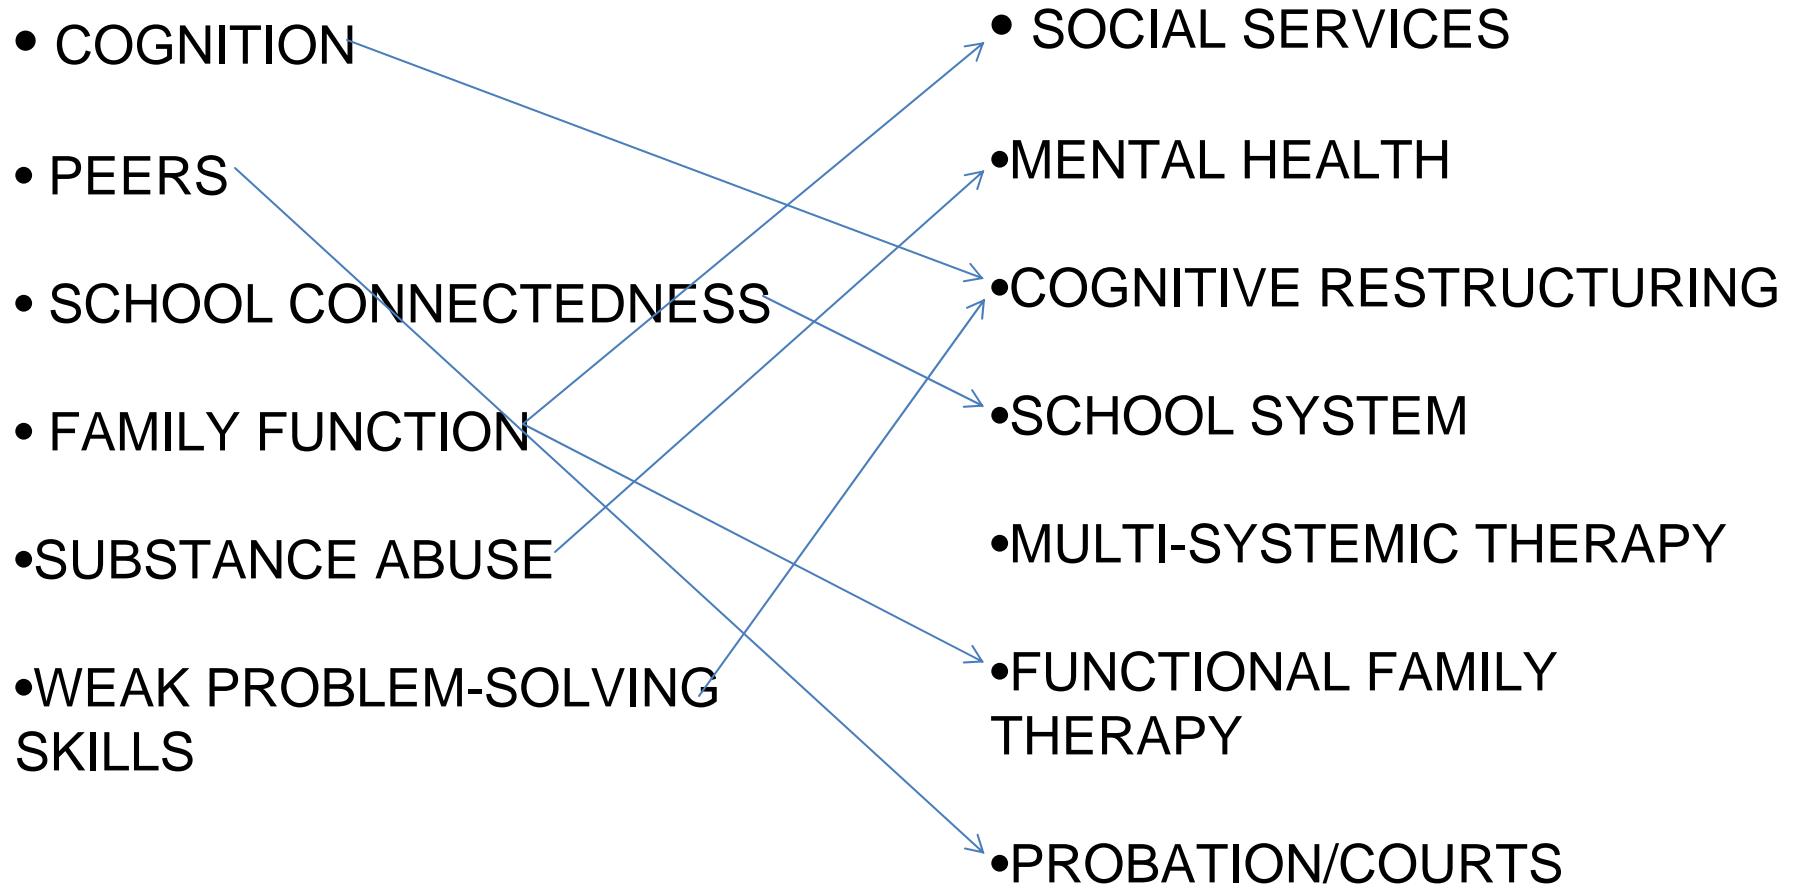 • COGNITION
• PEERS
• SCHOOL CONNECTEDNESS
• FAMILY FUNCTION
•SUBSTANCE ABUSE
•WEAK PROBLEM-SOLVING
SKILLS
• SOCIAL SERVICES
•MENTAL HEALTH
•COGNITIVE RESTRUCTURING
•SCHOOL SYSTEM
•MULTI-SYSTEMIC THERAPY
•FUNCTIONAL FAMILY
THERAPY
•PROBATION/COURTS